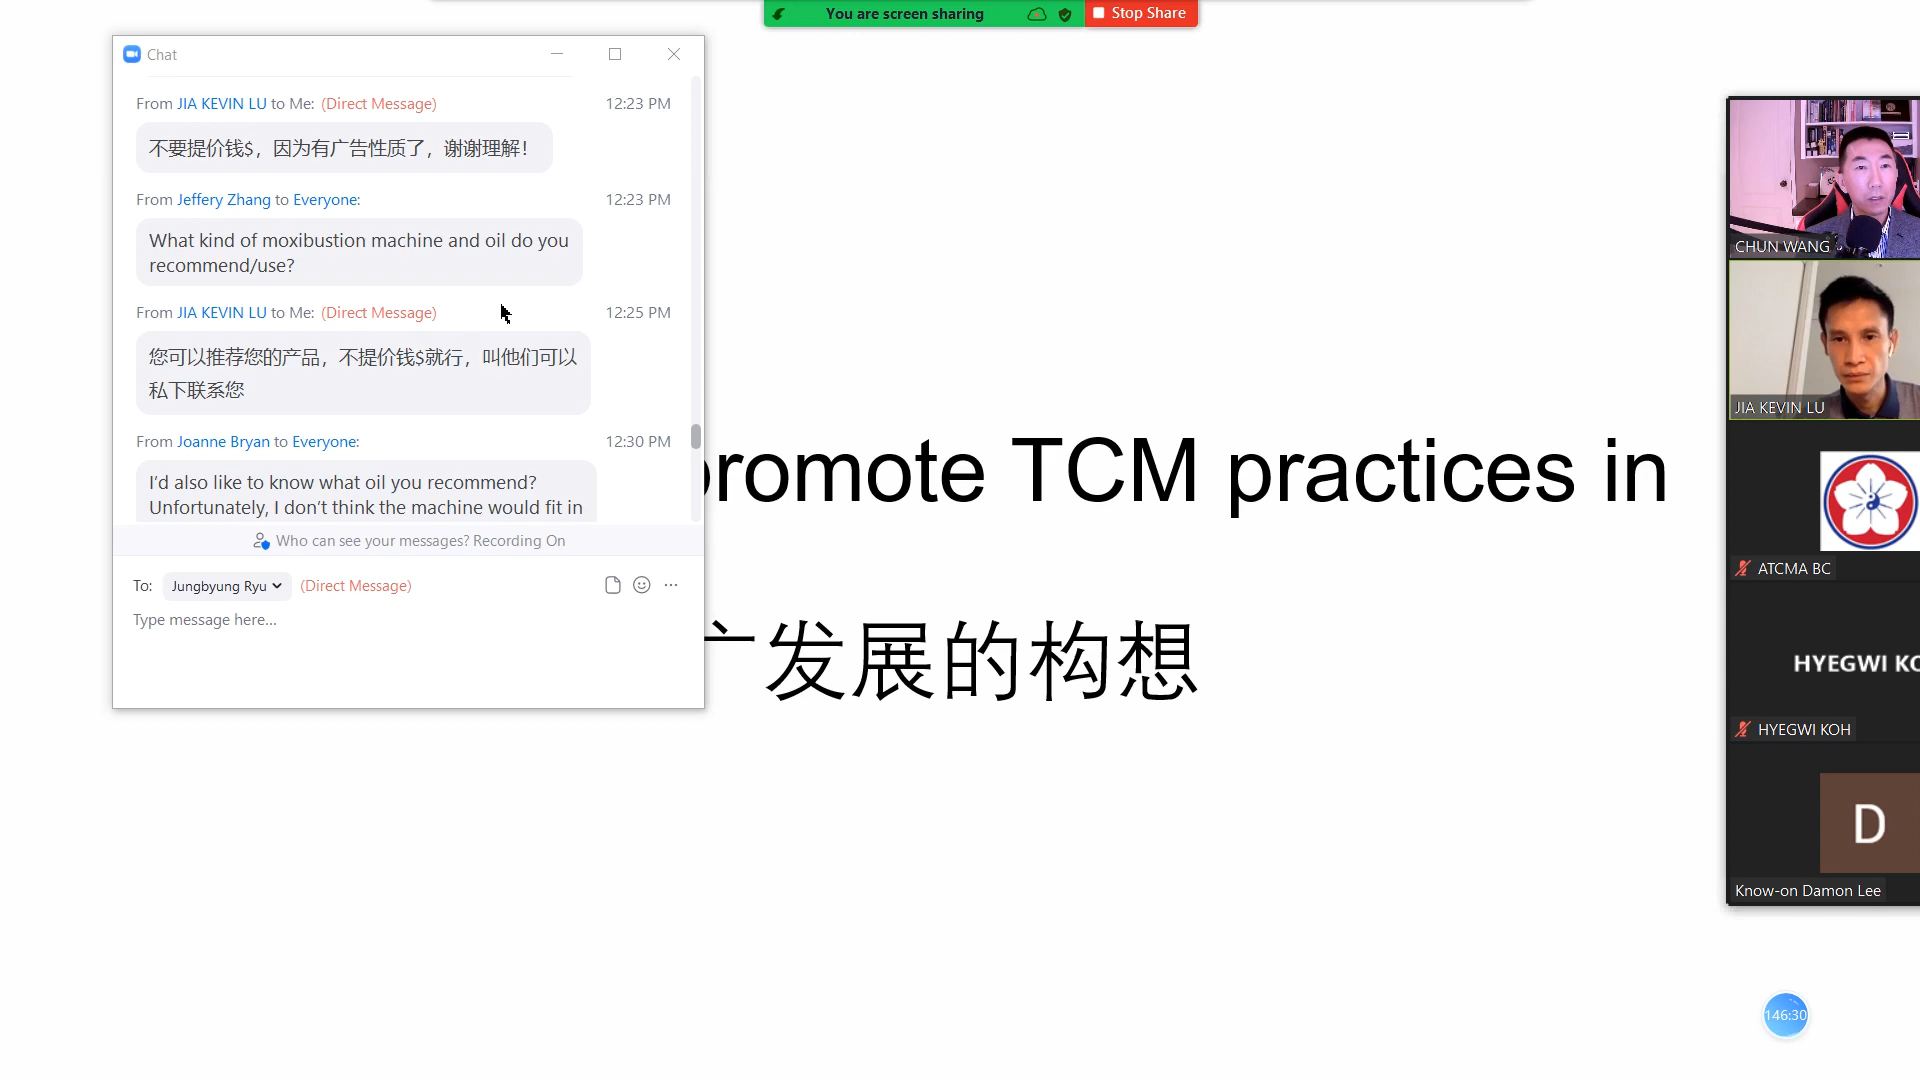 You are screen sharing
Stop Share
Chat
From JIA KEVIN LU to Me: (Direct Message) 12:23 PM
不要提价钱$，因为有广告性质了，谢谢理解！
From Jeffery Zhang to Everyone: 12:23 PM
What kind of moxibustion machine and oil do you
recommend/use?
From JIA KEVIN LU to Me: (Direct Message) 12:25 PM
您可以推荐您的产品，不提价钱$就行，叫他们可以
私下联系您
From Joanne Bryan to Everyone: 12:30 PM
I’d also like to know what oil you recommend?
Unfortunately, I don’t think the machine would fit in
Who can see your messages? Recording On
To: Jungbyung Ryu (Direct Message)
Type message here...
promote TCM practices in
广发展的构想
CHUN WANG
JIA KEVIN LU
ATCMA BC
HYEGWI KO
HYEGWI KOH
D
Know-on Damon Lee
146:30